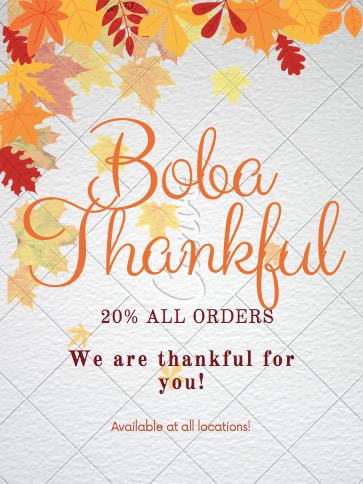 Boba
Thankful
20% ALL ORDERS
We are thankful for
you!
Available at all locations!